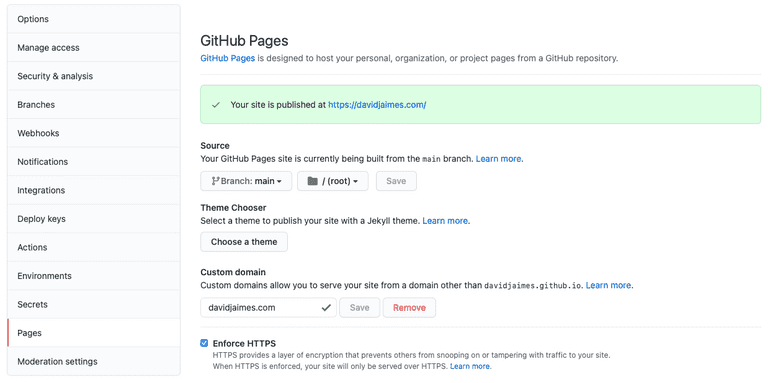 Options
Manage access
Security & analysis
Branches
Webhooks
Notifications
Integrations
Deploy keys
Actions
Environments
Secrets
Pages
Moderation settings
GitHub Pages
GitHub Pages is designed to host your personal, organization, or project pages from a GitHub repository.
Your site is published at https://davidjaimes.com/
Source
Your GitHub Pages site is currently being built from the main branch. Learn more.
Branch: main
/ (root)
Save
Theme Chooser
Select a theme to publish your site with a Jekyll theme. Learn more.
Choose a theme
Custom domain
Custom domains allow you to serve your site from a domain other than davidjaimes.github.io. Learn more.
davidjaimes.com
Save
Remove
Enforce HTTPS
HTTPS provides a layer of encryption that prevents others from snooping on or tampering with traffic to your site.
When HTTPS is enforced, your site will only be served over HTTPS. Learn more.